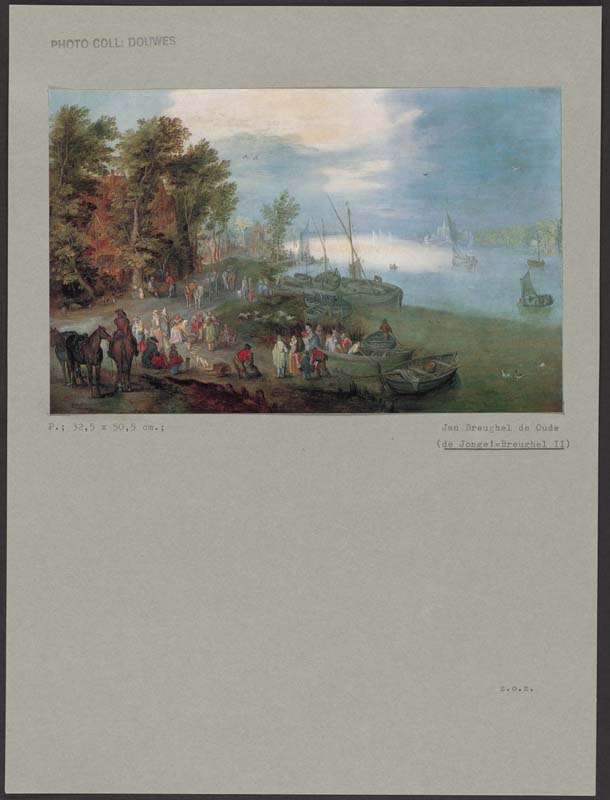 PHOTO COLL: DOUWES
P.; 32,5 x 50,5 cm.;
Jan Breughel de Oude
(de Jonge!=Breughel II)
z.o.z.